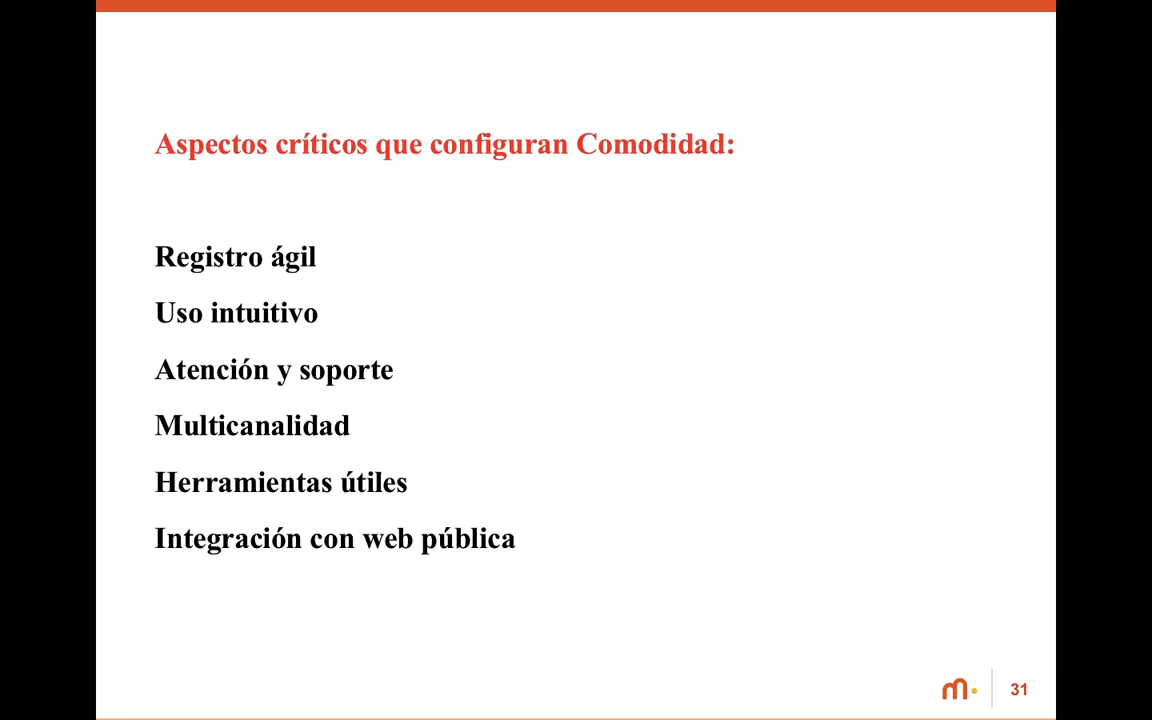 Aspectos críticos que configuran Comodidad:
Registro ágil
Uso intuitivo
Atención y soporte
Multicanalidad
Herramientas útiles
Integración con web pública
m. 31